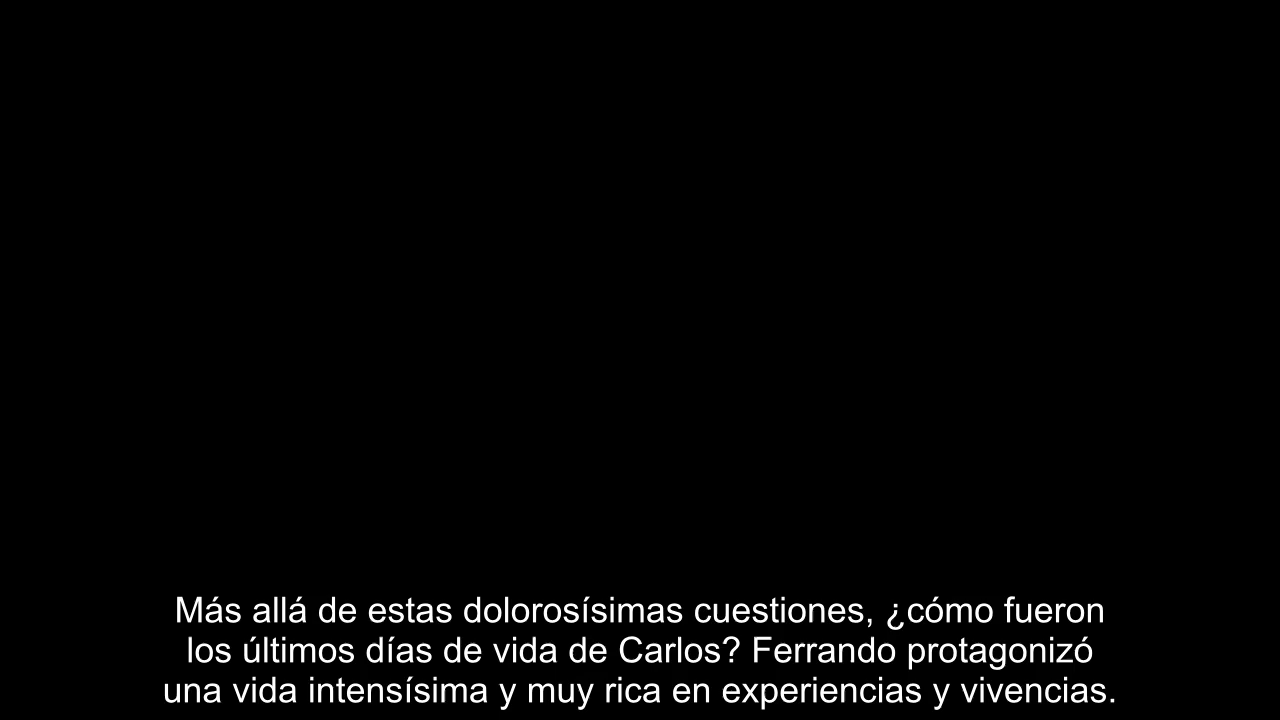 Más allá de estas dolorosísimas cuestiones, ¿cómo fueron
los últimos días de vida de Carlos? Ferrando protagonizó
una vida intensísima y muy rica en experiencias y vivencias.